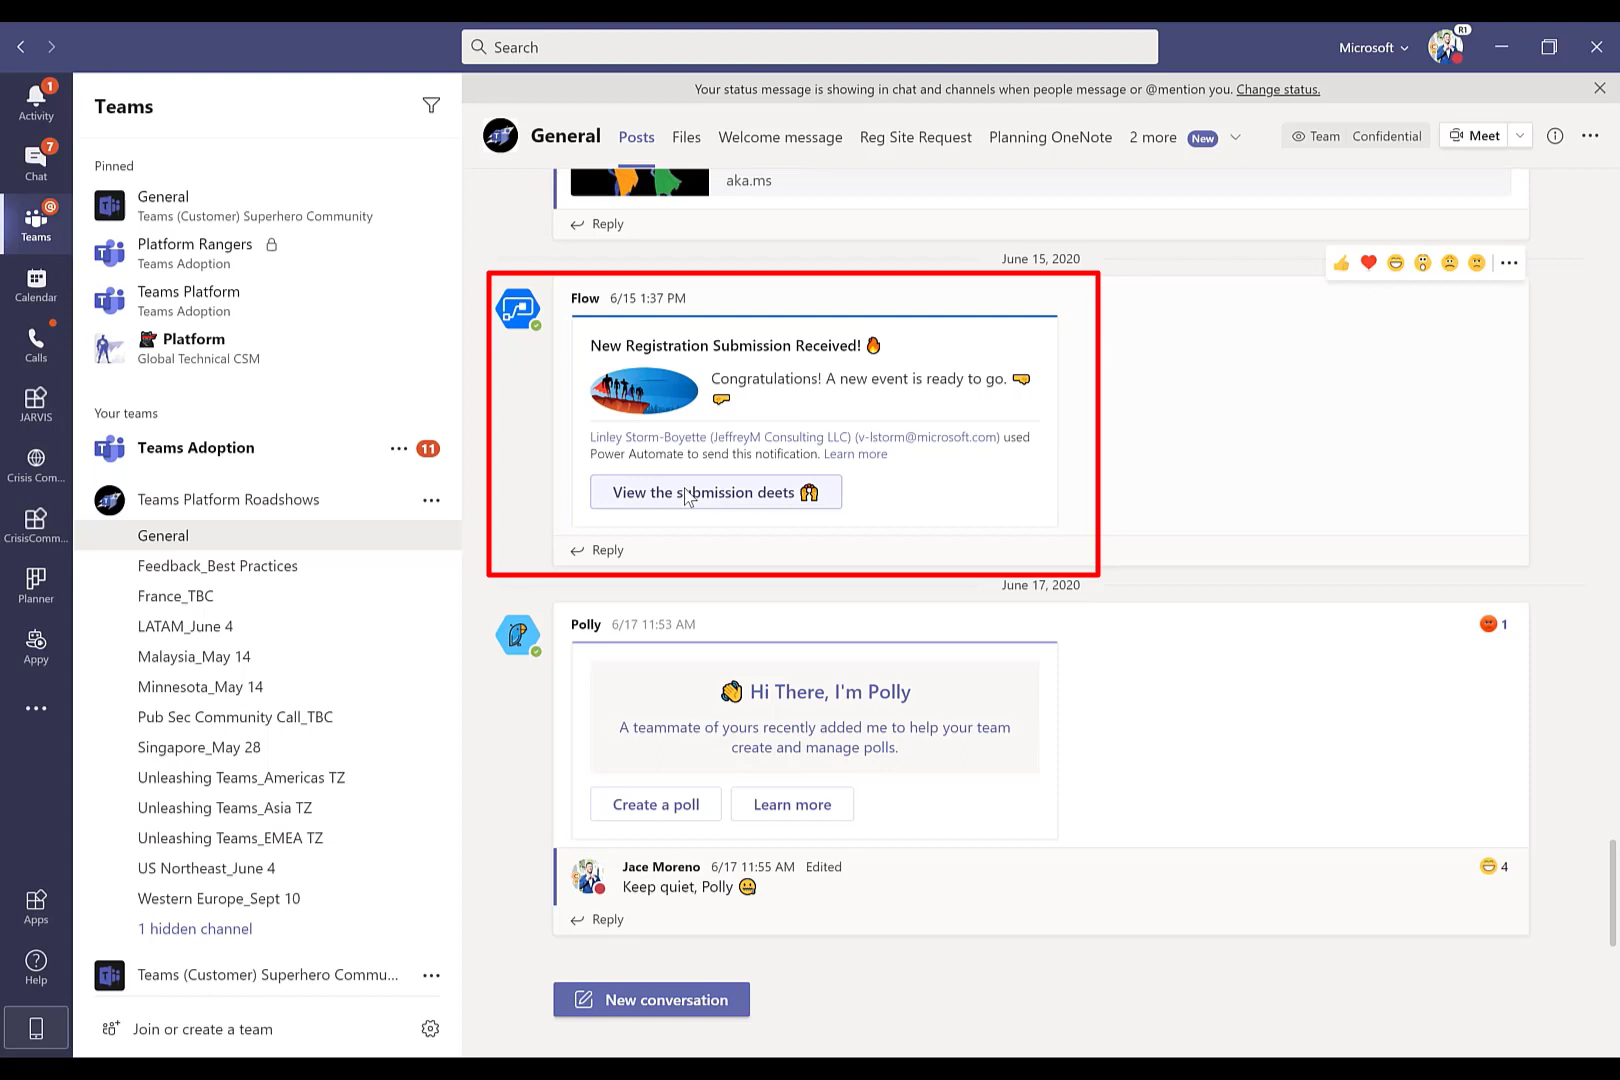 Search
Microsoft
R1
Your status message is showing in chat and channels when people message or @mention you. Change status.
1
Activity
7
Chat
@
Teams
Calendar
Calls
JARVIS
Crisis Com...
CrisisComm...
Planner
Appy
Apps
Help
Teams
Pinned
General
Teams (Customer) Superhero Community
Platform Rangers
Teams Adoption
Teams Platform
Teams Adoption
Platform
Global Technical CSM
Your teams
Teams Adoption 11
Teams Platform Roadshows
General
Feedback_Best Practices
France_TBC
LATAM_June 4
Malaysia_May 14
Minnesota_May 14
Pub Sec Community Call_TBC
Singapore_May 28
Unleashing Teams_Americas TZ
Unleashing Teams_Asia TZ
Unleashing Teams_EMEA TZ
US Northeast_June 4
Western Europe_Sept 10
1 hidden channel
Teams (Customer) Superhero Commu...
Join or create a team
General Posts Files Welcome message Reg Site Request Planning OneNote 2 more New
Team Confidential Meet
aka.ms
Reply
June 15, 2020
Flow 6/15 1:37 PM
New Registration Submission Received! 🔥
Congratulations! A new event is ready to go.
Linley Storm-Boyette (JeffreyM Consulting LLC) (v-lstorm@microsoft.com) used
Power Automate to send this notification. Learn more
View the submission deets 🙌
Reply
June 17, 2020
Polly 6/17 11:53 AM
1
👋 Hi There, I'm Polly
A teammate of yours recently added me to help your team
create and manage polls.
Create a poll Learn more
Jace Moreno 6/17 11:55 AM Edited
4
Keep quiet, Polly 🤐
Reply
New conversation